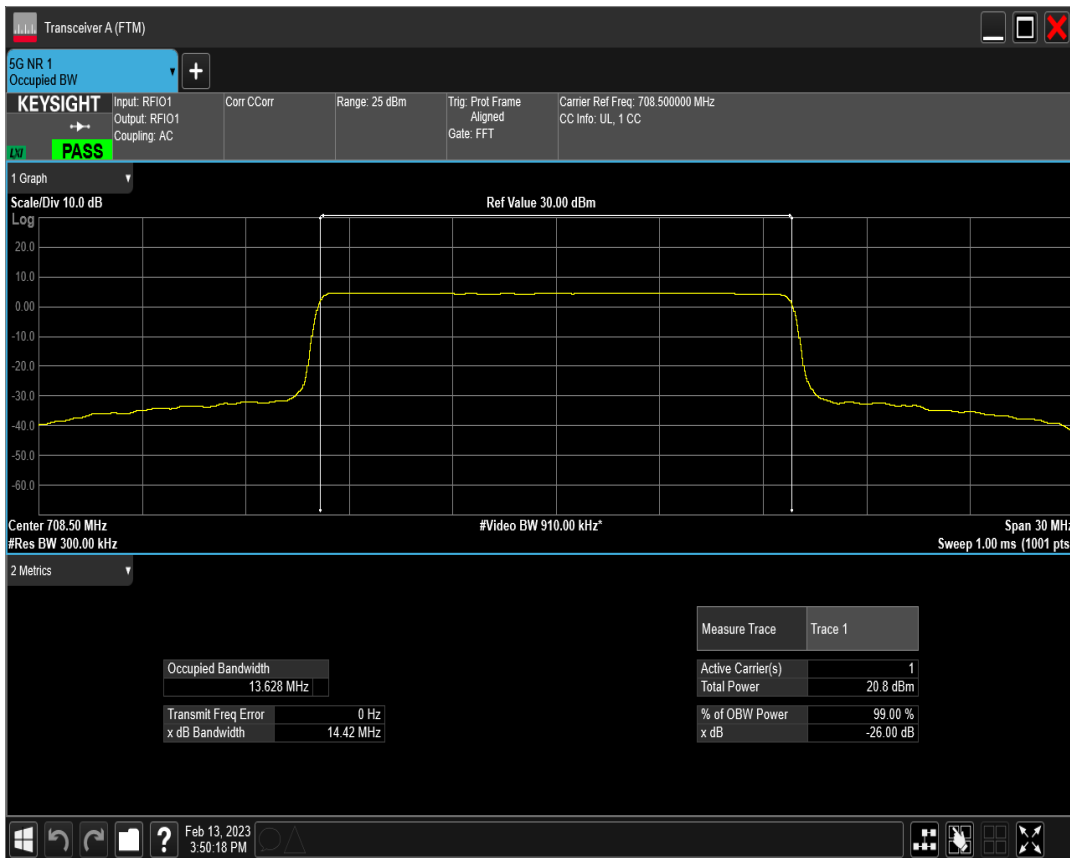 Transceiver A (FTM)
5G NR 1
Occupied BW
+
KEYSIGHT
LXI
PASS
Input: RFIO1
Output: RFIO1
Coupling: AC
Corr CCorr
Range: 25 dBm
Trig: Prot Frame
Aligned
Gate: FFT
Carrier Ref Freq: 708.500000 MHz
CC Info: UL, 1 CC
1 Graph
Scale/Div 10.0 dB
Ref Value 30.00 dBm
Log
20.0
10.0
0.00
-10.0
-20.0
-30.0
-40.0
-50.0
-60.0
Center 708.50 MHz
#Video BW 910.00 kHz*
Span 30 MHz
#Res BW 300.00 kHz
Sweep 1.00 ms (1001 pts
2 Metrics
Measure Trace Trace 1
Occupied Bandwidth
13.628 MHz
Active Carrier(s) 1
Total Power 20.8 dBm
Transmit Freq Error 0 Hz
x dB Bandwidth 14.42 MHz
% of OBW Power 99.00 %
x dB -26.00 dB
?
Feb 13, 2023
3:50:18 PM